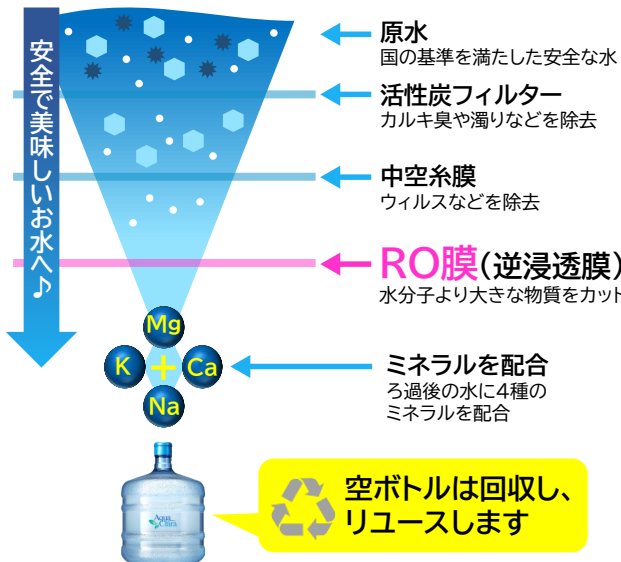 安全で美味しいお水へ♪
原水
国の基準を満たした安全な水
活性炭フィルター
カルキ臭や濁りなどを除去
中空糸膜
ウィルスなどを除去
RO膜(逆浸透膜)
水分子より大きな物質をカット
Mg
K + Ca
Na
ミネラルを配合
ろ過後の水に4種の
ミネラルを配合
Aqua
Clara
空ボトルは回収し、
リユースします